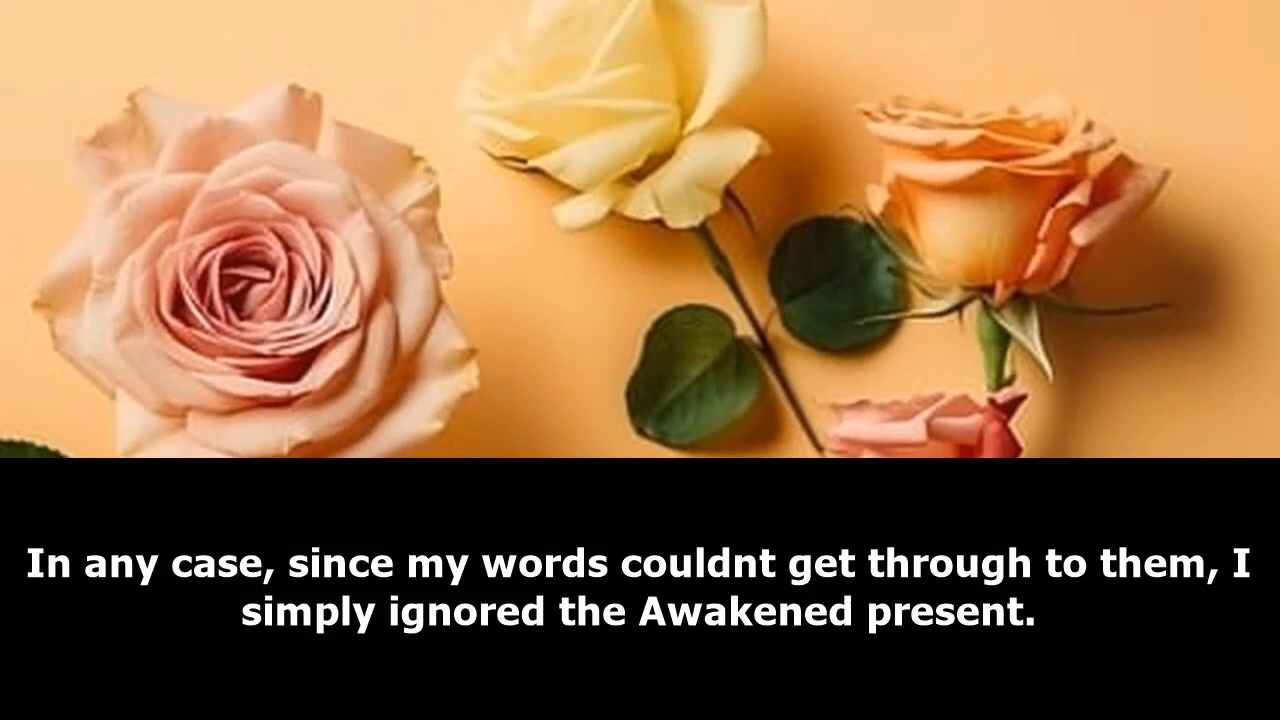 In any case, since my words couldnt get through to them, I
simply ignored the Awakened present.